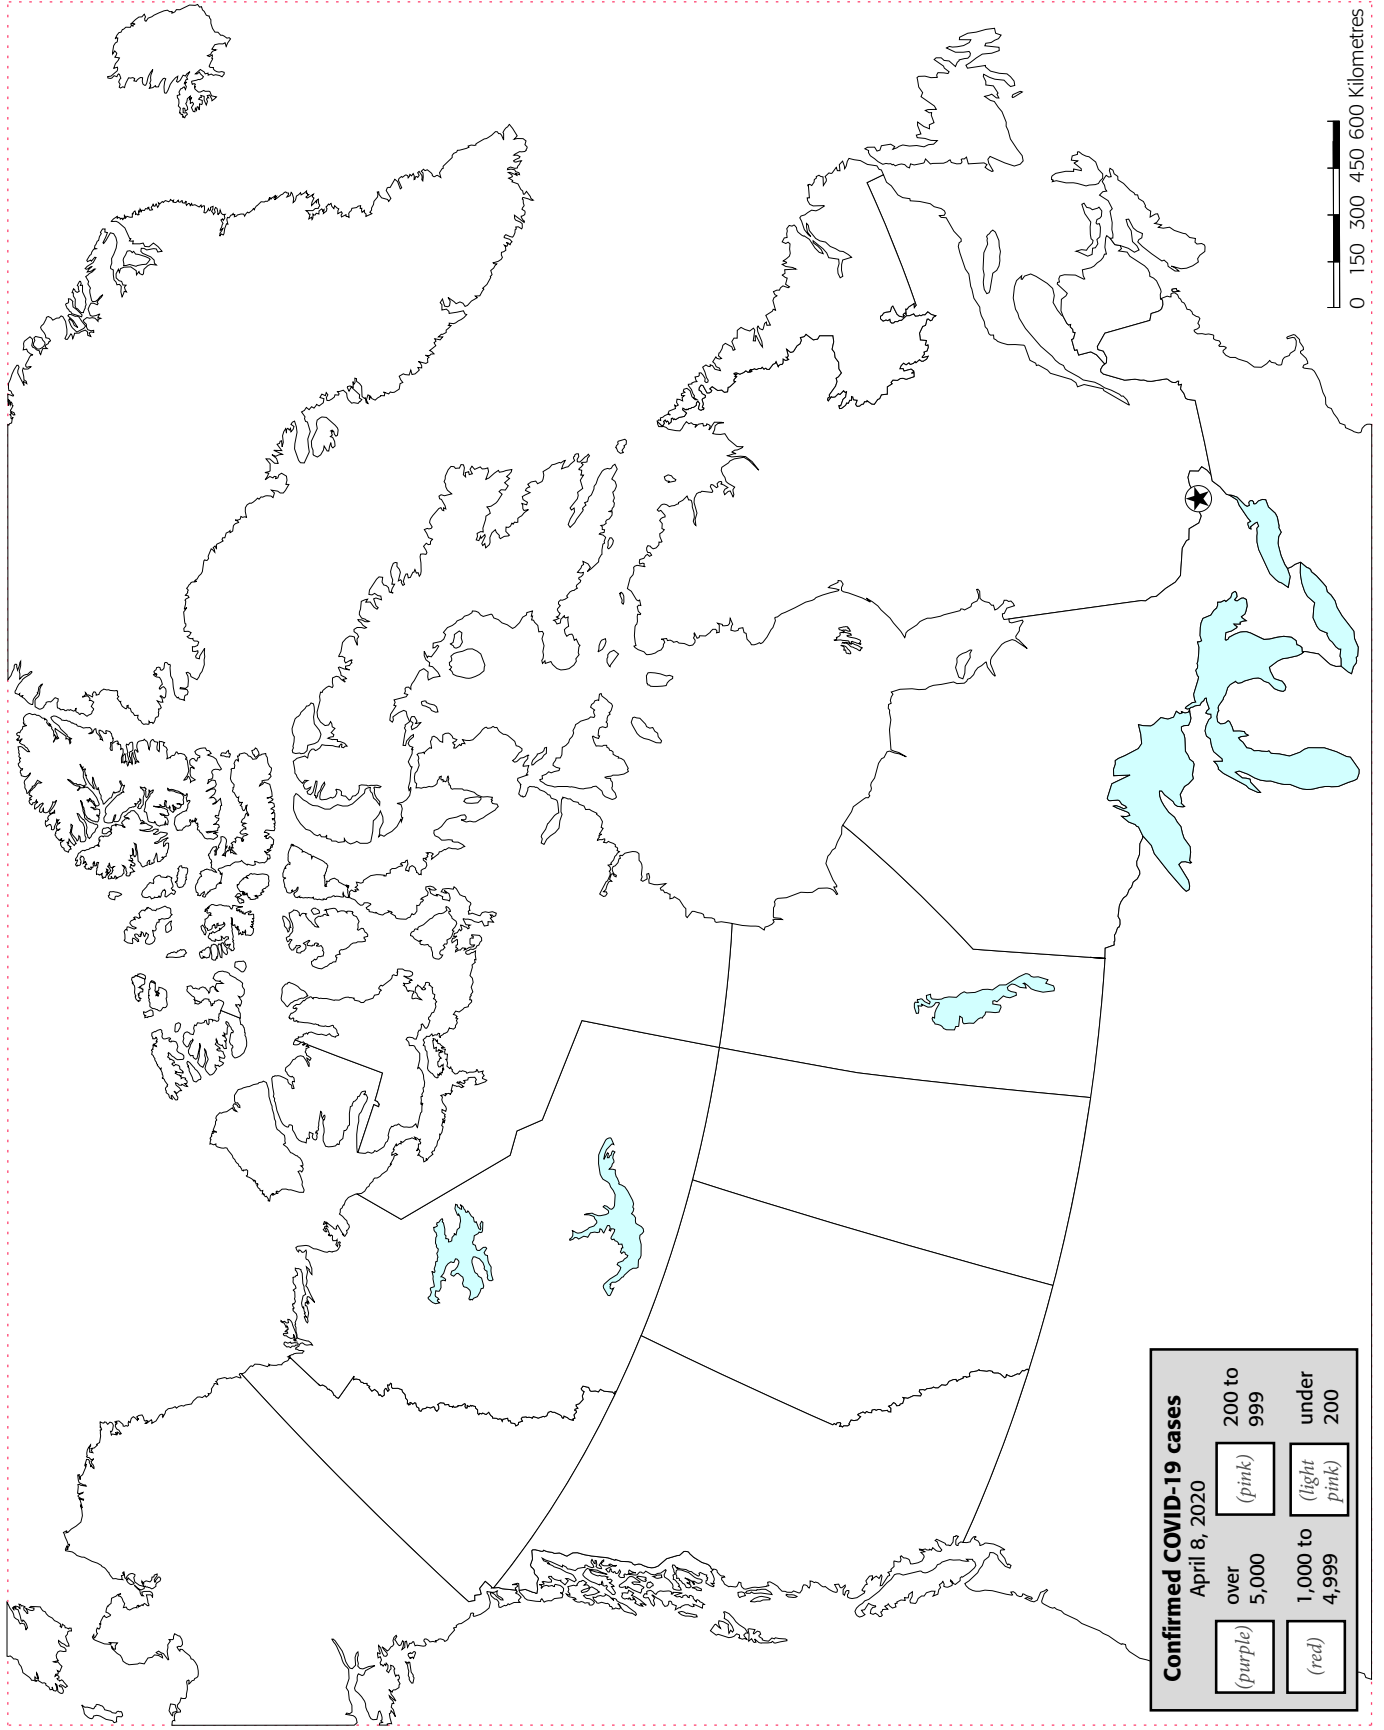 Confirmed COVID-19 cases
April 8, 2020
(purple)
over
5,000
(pink)
200 to
999
(red)
1,000 to
4,999
(light
pink)
under
200
0 150 300 450 600 Kilometres